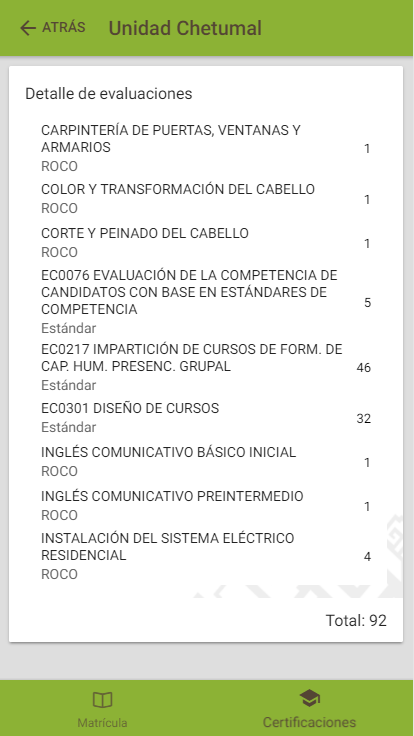 ATRÁS Unidad Chetumal
Detalle de evaluaciones
CARPINTERÍA DE PUERTAS, VENTANAS Y
ARMARIOS
1
ROCO
COLOR Y TRANSFORMACIÓN DEL CABELLO
1
ROCO
CORTE Y PEINADO DEL CABELLO
1
ROCO
EC0076 EVALUACIÓN DE LA COMPETENCIA DE
CANDIDATOS CON BASE EN ESTÁNDARES DE
5
COMPETENCIA
Estándar
EC0217 IMPARTICIÓN DE CURSOS DE FORM. DE
CAP. HUM. PRESENC. GRUPAL
46
Estándar
EC0301 DISEÑO DE CURSOS
32
Estándar
INGLÉS COMUNICATIVO BÁSICO INICIAL
1
ROCO
INGLÉS COMUNICATIVO PREINTERMEDIO
1
ROCO
INSTALACIÓN DEL SISTEMA ELÉCTRICO
RESIDENCIAL
4
ROCO
Total: 92
Matrícula
Certificaciones